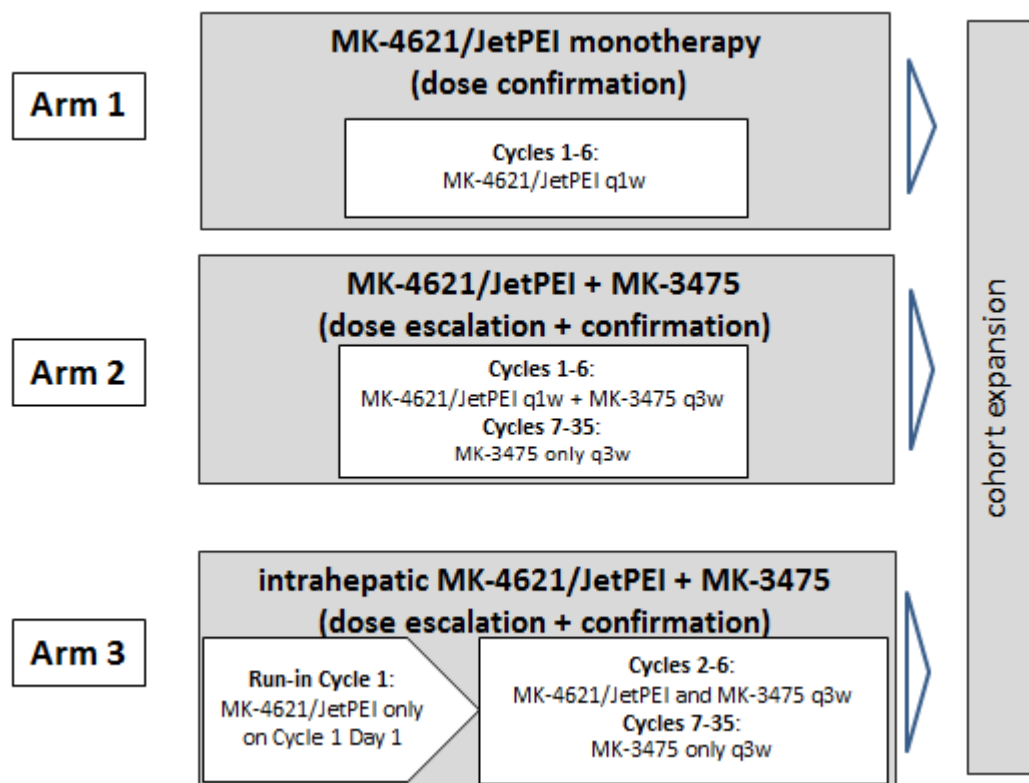 Arm 1
MK-4621/JetPEI monotherapy
(dose confirmation)
Cycles 1-6:
MK-4621/JetPEI q1w
Arm 2
MK-4621/JetPEI + MK-3475
(dose escalation + confirmation)
Cycles 1-6:
MK-4621/JetPEI q1w + MK-3475 q3w
Cycles 7-35:
MK-3475 only q3w
Arm 3
intrahepatic MK-4621/JetPEI + MK-3475
(dose escalation + confirmation)
Run-in Cycle 1:
MK-4621/JetPEI only
on Cycle 1 Day 1
Cycles 2-6:
MK-4621/JetPEI and MK-3475 q3w
Cycles 7-35:
MK-3475 only q3w
cohort expansion